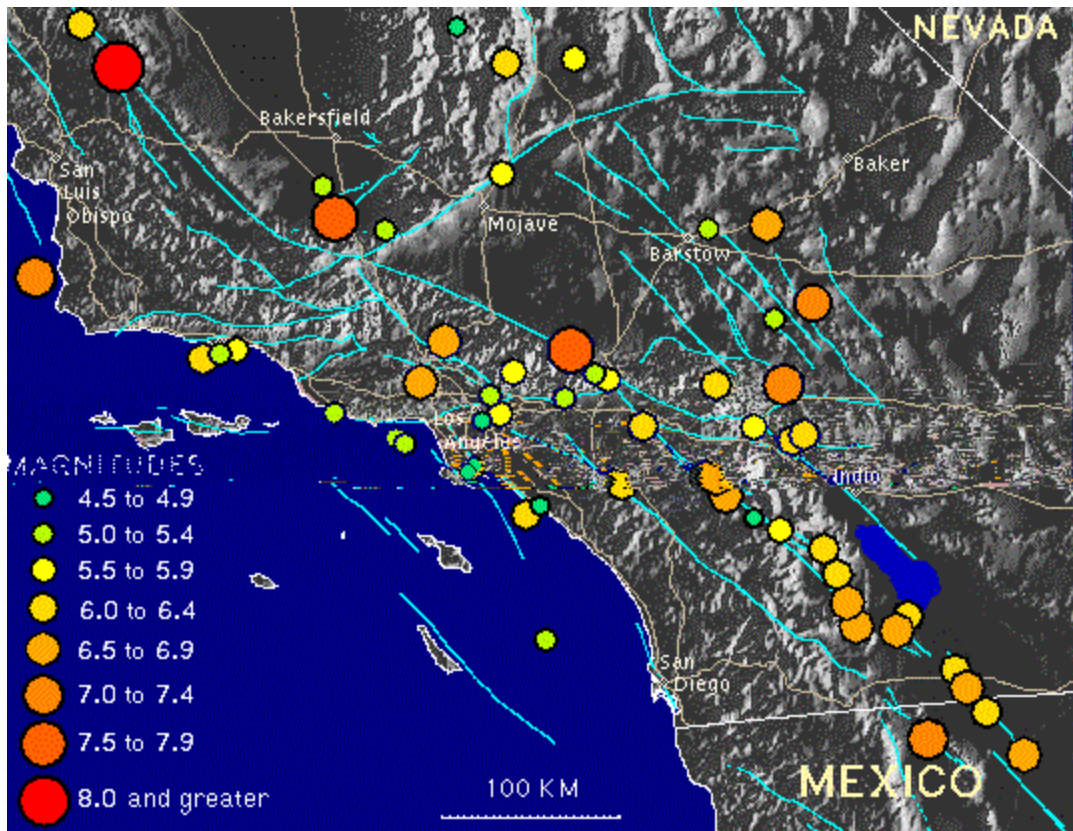 NEVADA
Bakersfield
San
Luis
Obispo
Baker
Mojave
Barstow
Los
Angeles
MAGNITUDES
Indio
4.5 to 4.9
5.0 to 5.4
5.5 to 5.9
6.0 to 6.4
6.5 to 6.9
7.0 to 7.4
7.5 to 7.9
8.0 and greater
San
Diego
100 KM
MEXICO